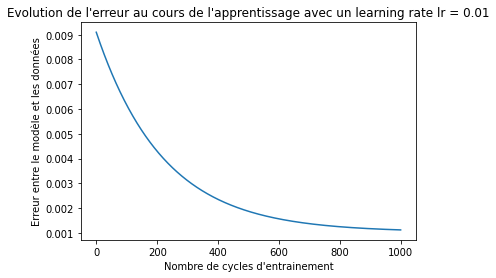 Evolution de l'erreur au cours de l'apprentissage avec un learning rate lr = 0.01
0.009
0.008
0.007
0.006
0.005
0.004
0.003
0.002
0.001
Erreur entre le modèle et les données
0 200 400 600 800 1000
Nombre de cycles d'entrainement